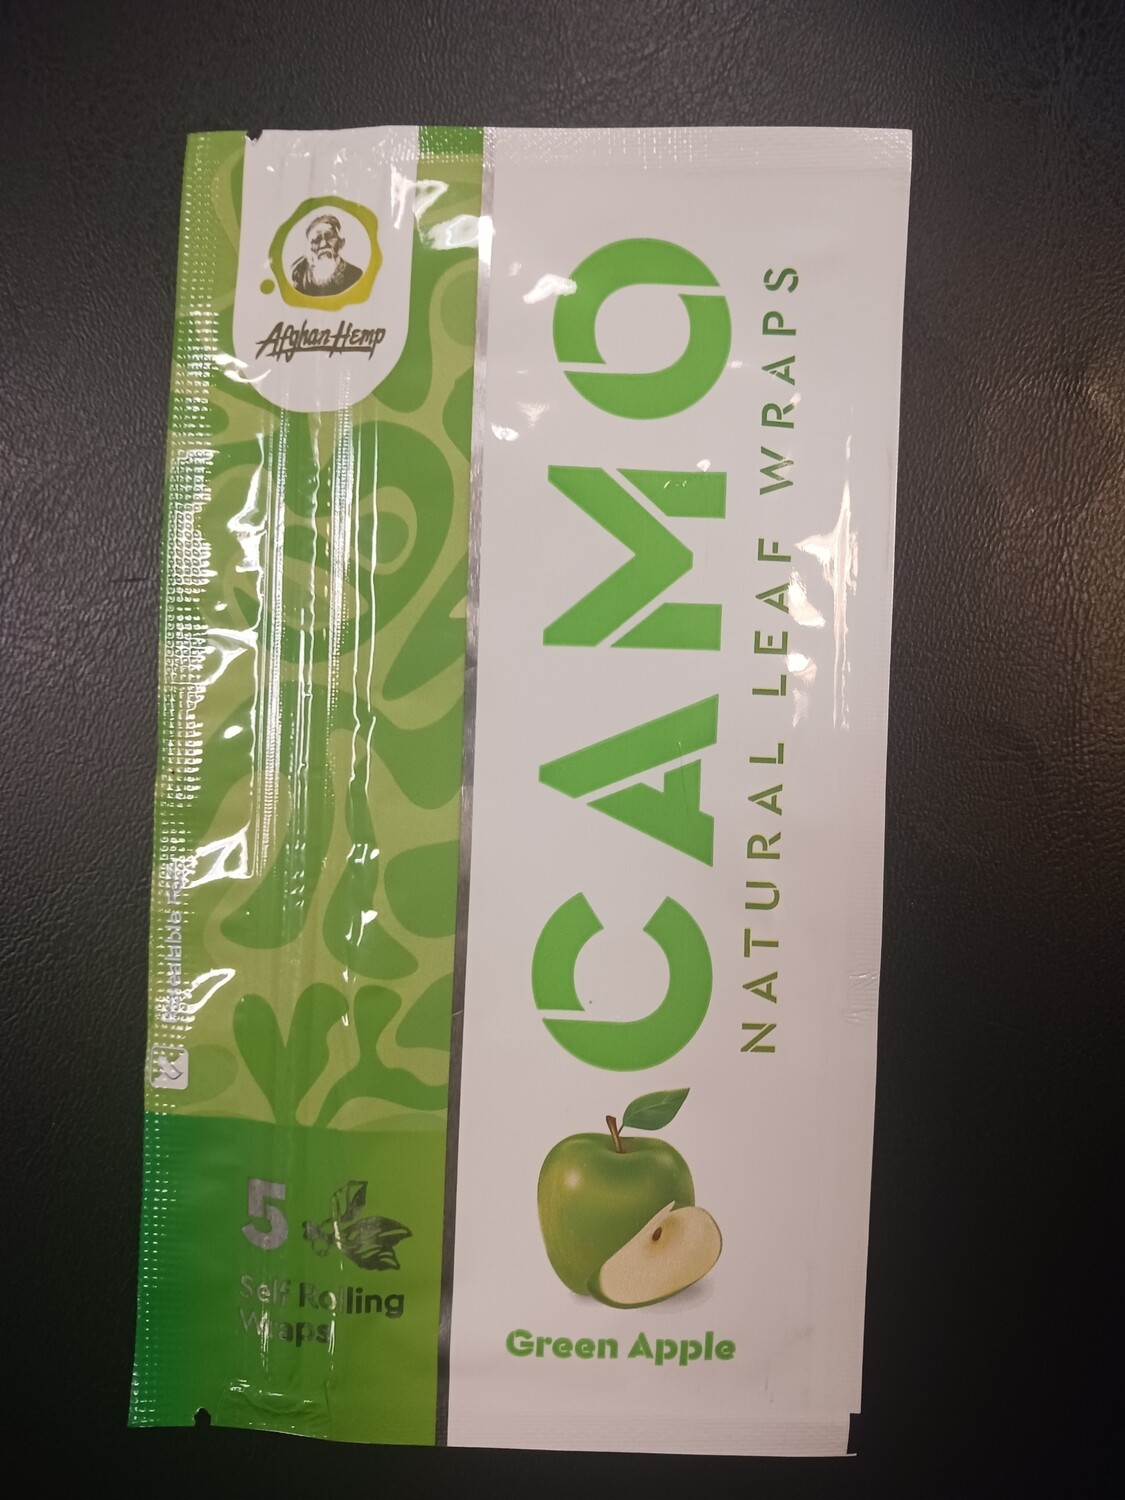 Afghan Hemp
CAMO
NATURAL LEAF WRAPS
5
Self Rolling
Wraps
Green Apple